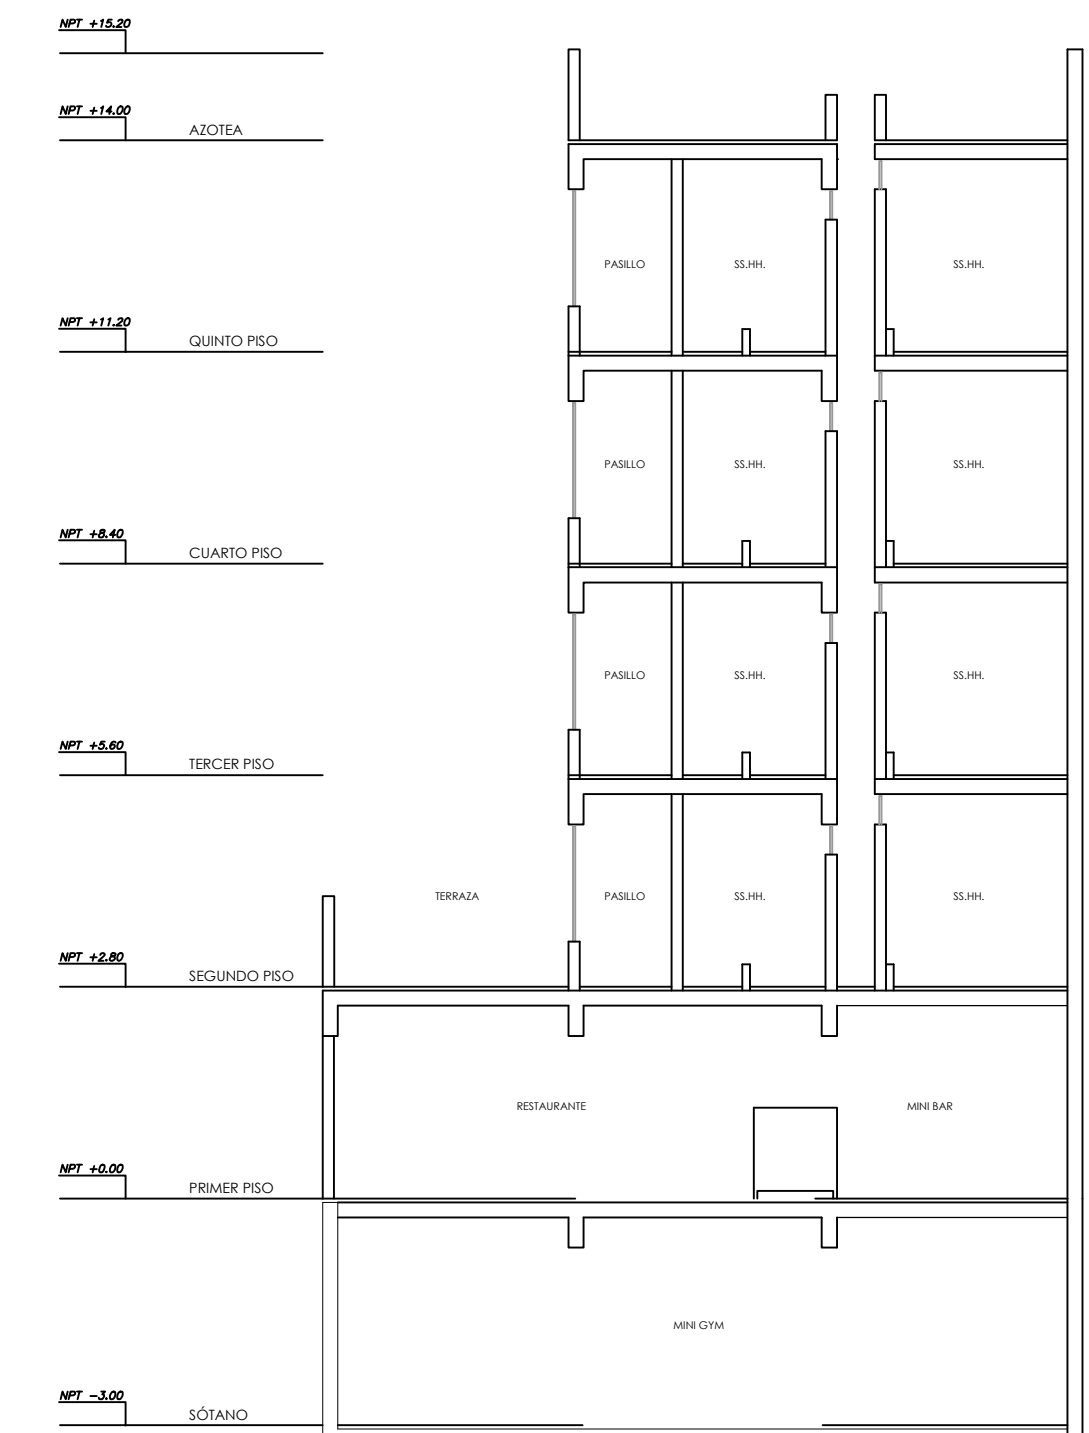 NPT +15.20
NPT +14.00
AZOTEA
PASILLO SS.HH. SS.HH.
NPT +11.20
QUINTO PISO
PASILLO SS.HH. SS.HH.
NPT +8.40
CUARTO PISO
PASILLO SS.HH. SS.HH.
NPT +5.60
TERCER PISO
TERRAZA PASILLO SS.HH. SS.HH.
NPT +2.80
SEGUNDO PISO
RESTAURANTE MINI BAR
NPT +0.00
PRIMER PISO
MINI GYM
NPT -3.00
SÓTANO